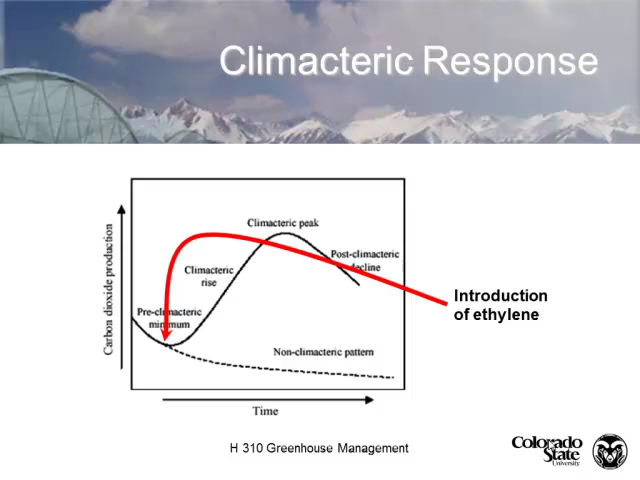 Climacteric Response
Climacteric peak
Post-climacteric
decline
Climacteric
rise
Pre-climacteric
minimum
Carbon dioxide production
Non-climacteric pattern
Time
Introduction
of ethylene
H 310 Greenhouse Management
Colorado
State
University